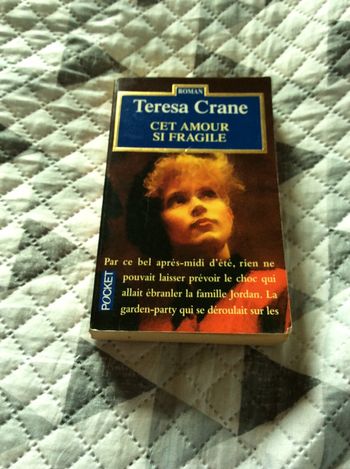 ROMAN
Teresa Crane
CET AMOUR
SI FRAGILE
Par ce bel après-midi d'été, rien ne
pouvait laisser prévoir le choc qui
allait ébranler la famille Jordan. La
garden-party qui se déroulait sur les
POCKET